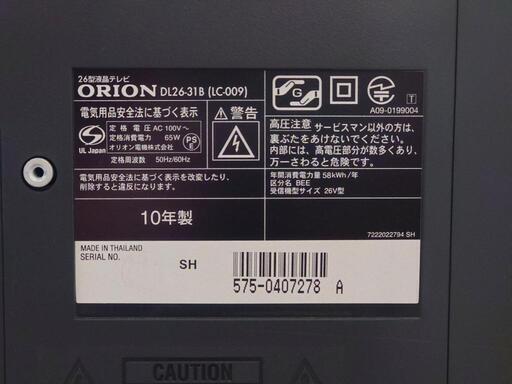 26型液晶テレビ
ORION DL26-31B (LC-009)
電気用品安全法に基づく表示
定格電圧 AC 100V~
定格消費電力 65W
オリオン電機株式会社
定格周波数 50Hz/60Hz
UL Japan
PS
E
警告
G
A09-0199004
T
高圧注意 サービスマン以外の方は、
裏ぶたをあけないでください。
内部には、高電圧部分が数多くあり、
万一さわると危険です。
電気用品安全法に基づく表示を改変したり、
削除すると違反になります。
年間消費電力量 58kWh/年
区分名 BEE
受信機型サイズ 26V型
10年製
7222022794 SH
MADE IN THAILAND
SERIAL NO.
SH
575-0407278 A
CAUTION